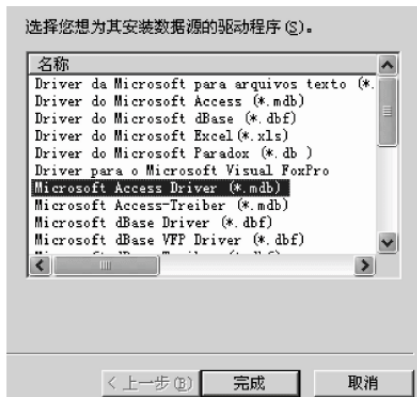 选择您想为其安装数据源的驱动程序(S)。
名称
Driver da Microsoft para arquivos texto (*.
Driver do Microsoft Access (*.mdb)
Driver do Microsoft dBase (*.dbf)
Driver do Microsoft Excel(*.xls)
Driver do Microsoft Paradox (*.db )
Driver para o Microsoft Visual FoxPro
Microsoft Access Driver (*.mdb)
Microsoft Access-Treiber (*.mdb)
Microsoft dBase Driver (*.dbf)
Microsoft dBase VFP Driver (*.dbf)
<上一步(B) 完成 取消